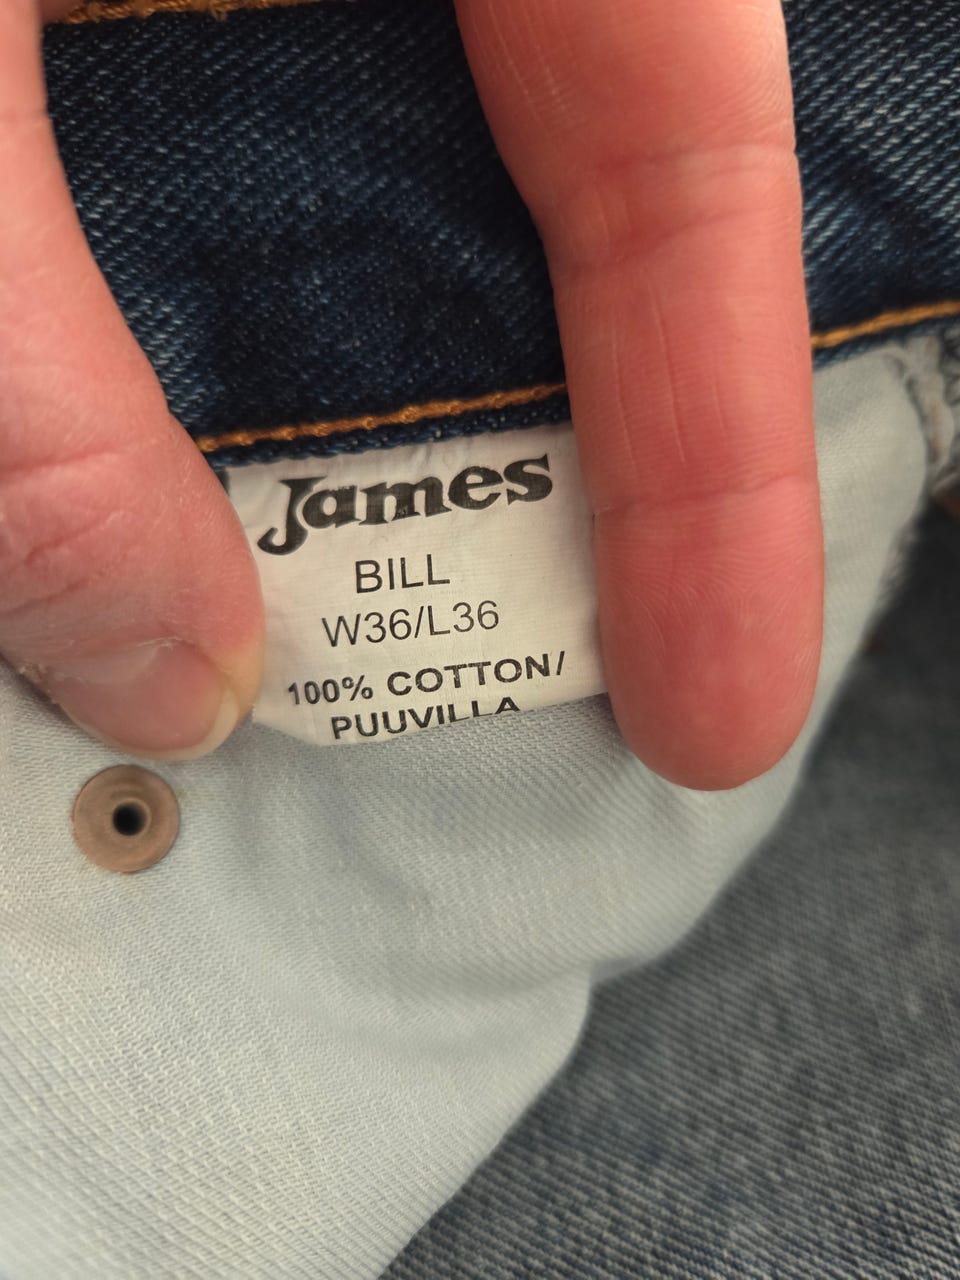 James
BILL
W36/L36
100% COTTON/
PUUVILLA